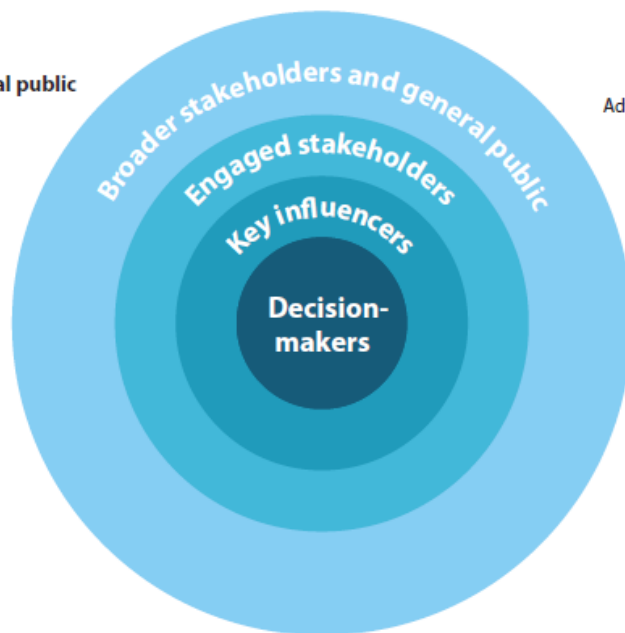 al public
Ad
Broader stakeholders and general public
Engaged stakeholders
Key influencers
Decision-
makers